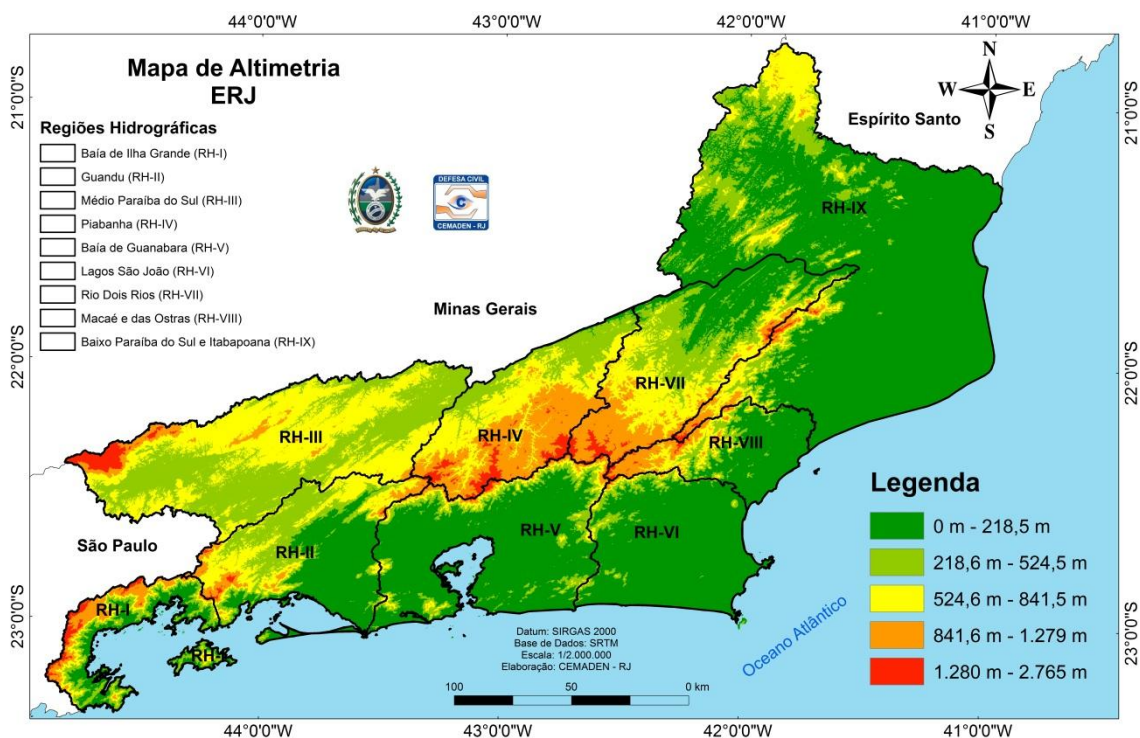 44°0'0"W 43°0'0"W 42°0'0"W 41°0'0"W
Mapa de Altimetria
ERJ
N
W E
S
21°0'0"S
21°0'0"S
Espírito Santo
Regiões Hidrográficas
Baía de Ilha Grande (RH-I)
Guandu (RH-II)
Médio Paraíba do Sul (RH-III)
Piabanha (RH-IV)
Baía de Guanabara (RH-V)
Lagos São João (RH-VI)
Rio Dois Rios (RH-VII)
Macaé e das Ostras (RH-VIII)
Baixo Paraíba do Sul e Itabapoana (RH-IX)
DEFESA CIVIL
CEMADEN - RJ
RH-IX
Minas Gerais
22°0'0"S
22°0'0"S
RH-VII
RH-III
RH-IV
RH-VIII
RH-V
RH-VI
RH-II
São Paulo
RH-I
RH-I
23°0'0"S
23°0'0"S
Legenda
0 m - 218,5 m
218,6 m - 524,5 m
524,6 m - 841,5 m
841,6 m - 1.279 m
1.280 m - 2.765 m
Oceano Atlântico
Datum: SIRGAS 2000
Base de Dados: SRTM
Escala: 1/2.000.000
Elaboração: CEMADEN - RJ
100 50 0 km
44°0'0"W 43°0'0"W 42°0'0"W 41°0'0"W